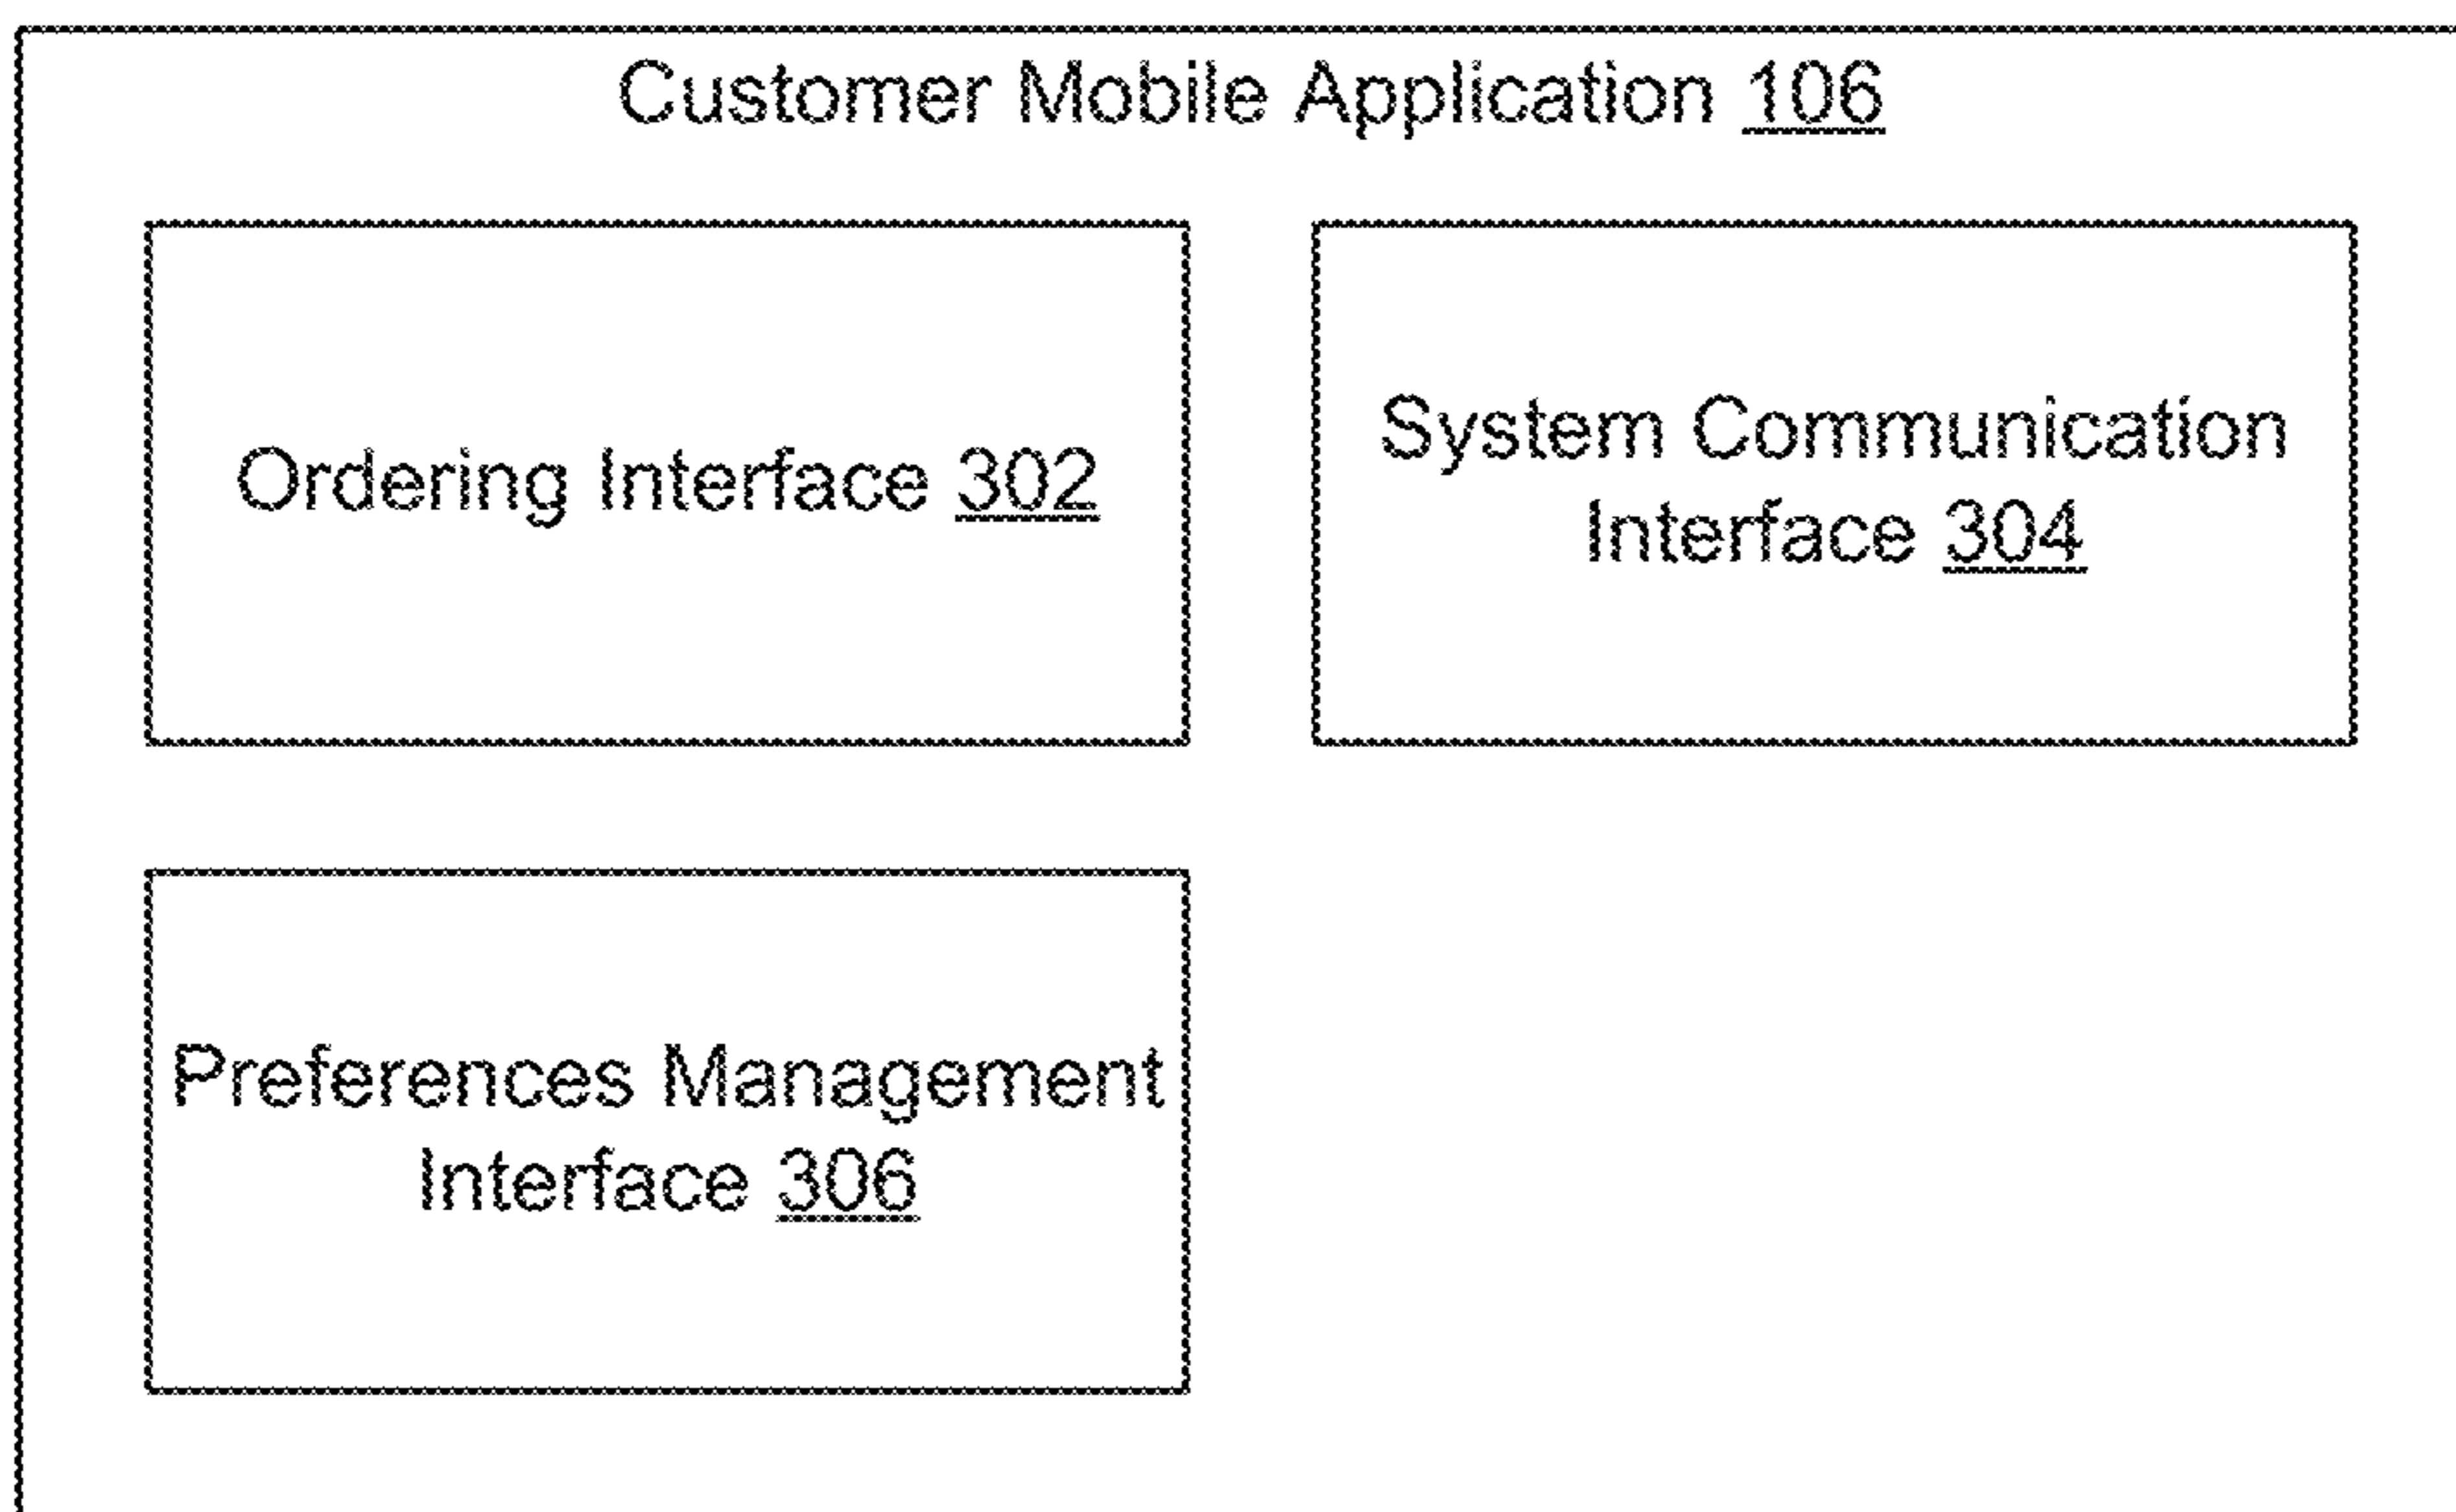 Customer Mobile Application 106
Ordering Interface 302
System Communication
Interface 304
Preferences Management
Interface 306